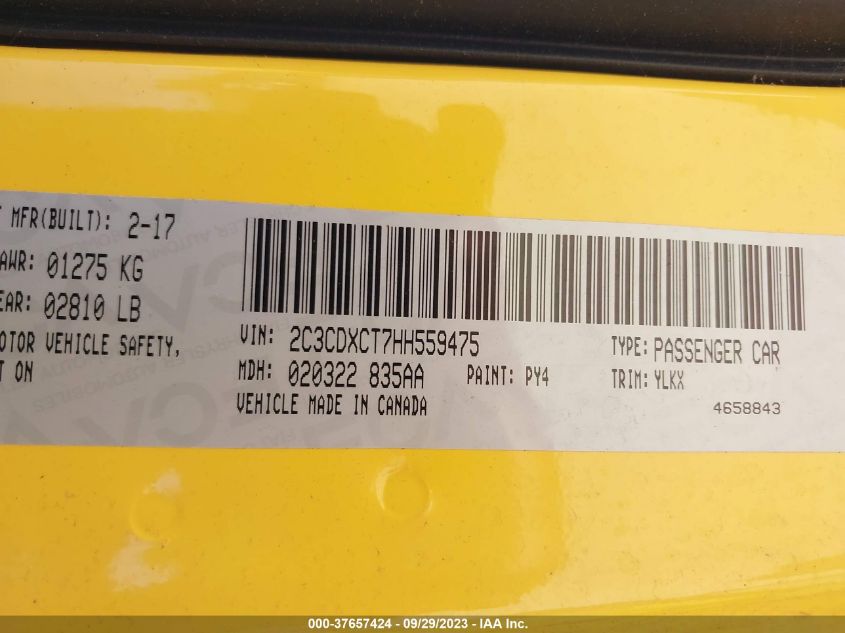 MFR(BUILT): 2-17
AWR: 01275 KG
EAR: 02810 LB
OTOR VEHICLE SAFETY,
T ON
VIN: 2C3CDXCT7HH559475
TYPE: PASSENGER CAR
MDH: 020322 835AA
PAINT: PY4
TRIM: YLKX
VEHICLE MADE IN CANADA
4658843
000-37657424 - 09/29/2023 - IAA Inc.